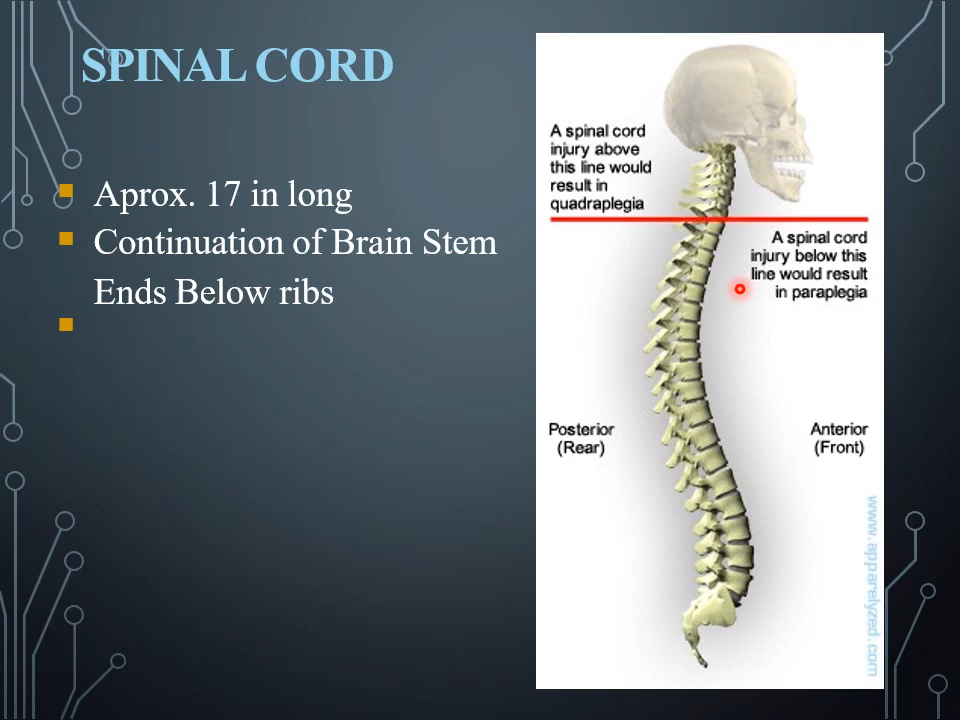 SPINAL CORD
Aprox. 17 in long
Continuation of Brain Stem
Ends Below ribs
A spinal cord
injury above
this line would
result in
quadraplegia
A spinal cord
injury below this
line would result
in paraplegia
Posterior
(Rear)
Anterior
(Front)
www.apparelyzed.com